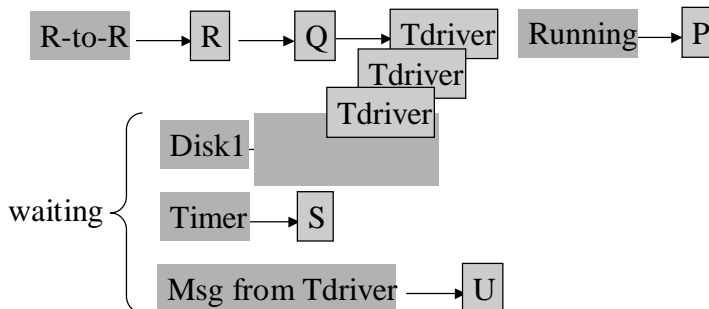 R-to-R R Q Tdriver Running P
Tdriver
Tdriver
Disk1
waiting
Timer S
Msg from Tdriver U